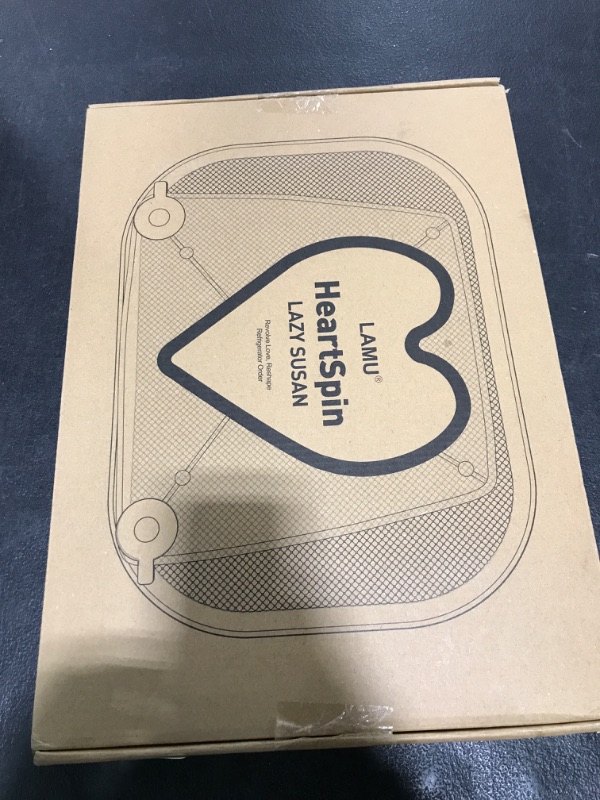 LAMU®
HeartSpin
LAZY SUSAN
Revolve Love, Reshape
Refrigerator Order